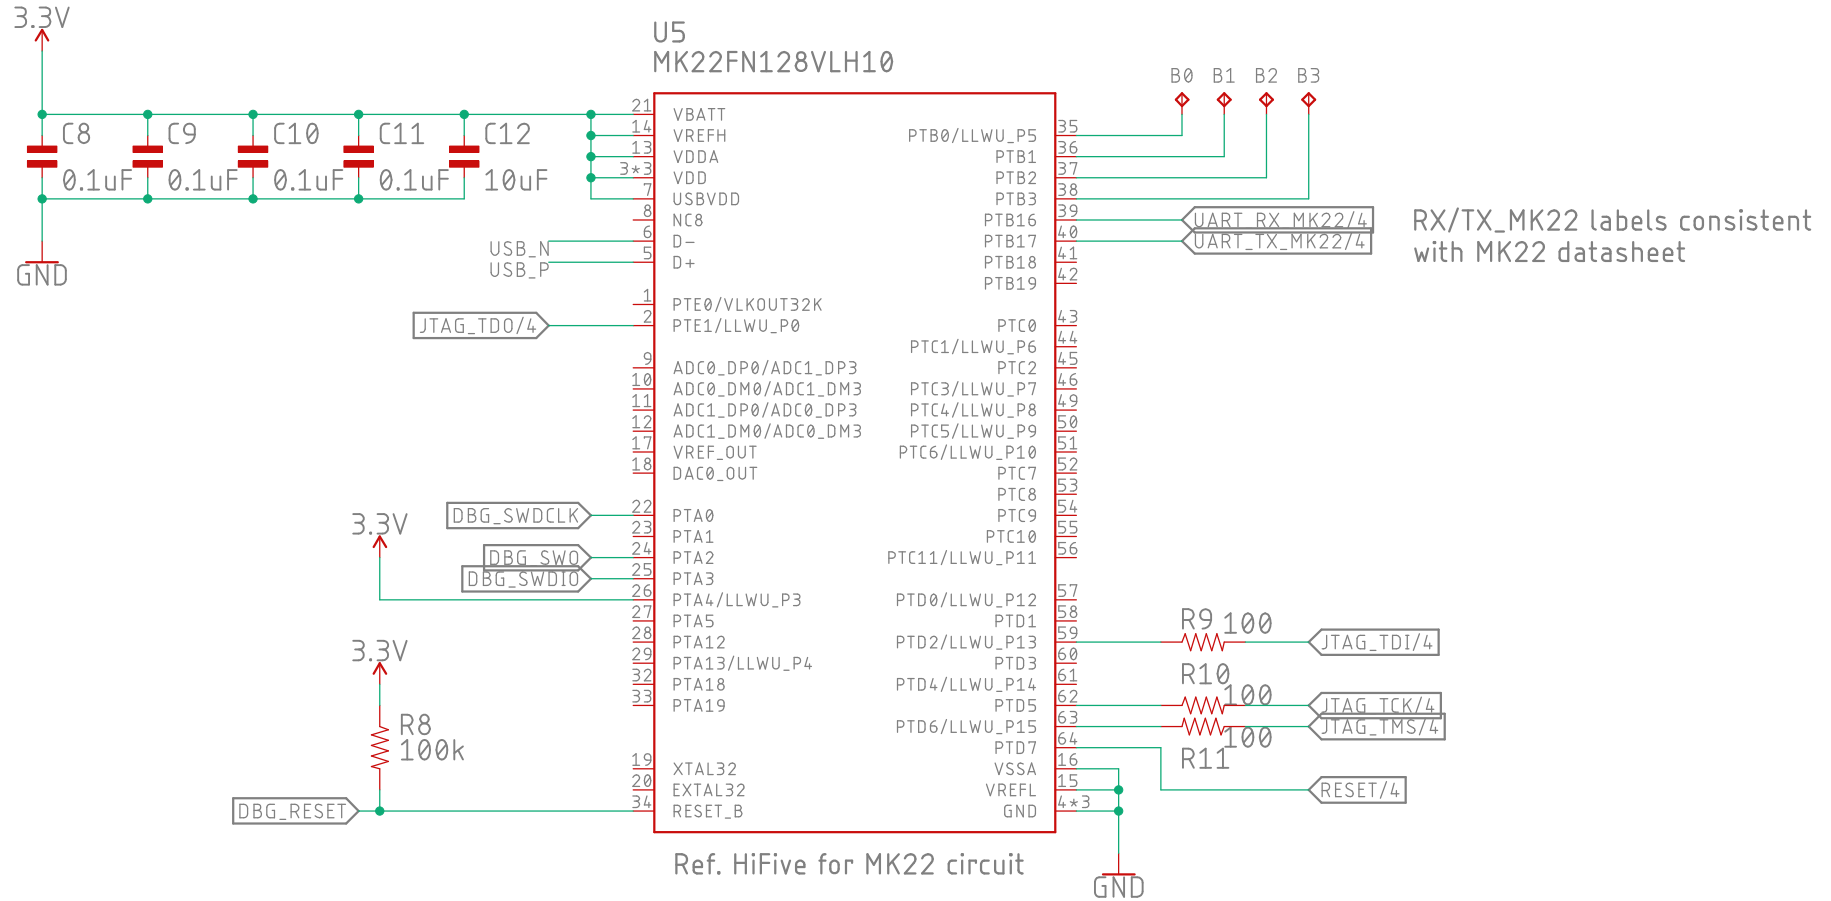 3.3V
U5
MK22FN128VLH10
C8
0.1uF
C9
0.1uF
C10
0.1uF
C11
0.1uF
C12
10uF
GND
21 VBATT
14 VREFH
13 VDDA
3*3 VDD
7 USBVDD
8 NC8
USB_N 6 D-
USB_P 5 D+
1 PTE0/VLKOUT32K
JTAG_TDO/4 2 PTE1/LLWU_P0
9 ADC0_DP0/ADC1_DP3
10 ADC0_DM0/ADC1_DM3
11 ADC1_DP0/ADC0_DP3
12 ADC1_DM0/ADC0_DM3
17 VREF_OUT
18 DAC0_OUT
DBG_SWDCLK 22 PTA0
3.3V
23 PTA1
DBG_SWO 24 PTA2
DBG_SWDIO 25 PTA3
26 PTA4/LLWU_P3
27 PTA5
28 PTA12
3.3V
29 PTA13/LLWU_P4
32 PTA18
33 PTA19
R8
100k
19 XTAL32
20 EXTAL32
DBG_RESET 34 RESET_B
B0 B1 B2 B3
PTB0/LLWU_P5 35
PTB1 36
PTB2 37
PTB3 38
PTB16 39 UART_RX_MK22/4
PTB17 40 UART_TX_MK22/4
PTB18 41
PTB19 42
RX/TX_MK22 labels consistent
with MK22 datasheet
PTC0 43
PTC1/LLWU_P6 44
PTC2 45
PTC3/LLWU_P7 46
PTC4/LLWU_P8 49
PTC5/LLWU_P9 50
PTC6/LLWU_P10 51
PTC7 52
PTC8 53
PTC9 54
PTC10 55
PTC11/LLWU_P11 56
PTD0/LLWU_P12 57
PTD1 58
PTD2/LLWU_P13 59 R9 100 JTAG_TDI/4
PTD3 60
PTD4/LLWU_P14 61
PTD5 62 R10 100 JTAG_TCK/4
PTD6/LLWU_P15 63 R11 100 JTAG_TMS/4
PTD7 64 RESET/4
VSSA 16
VREFL 15
GND 4*3
GND
Ref. HiFive for MK22 circuit